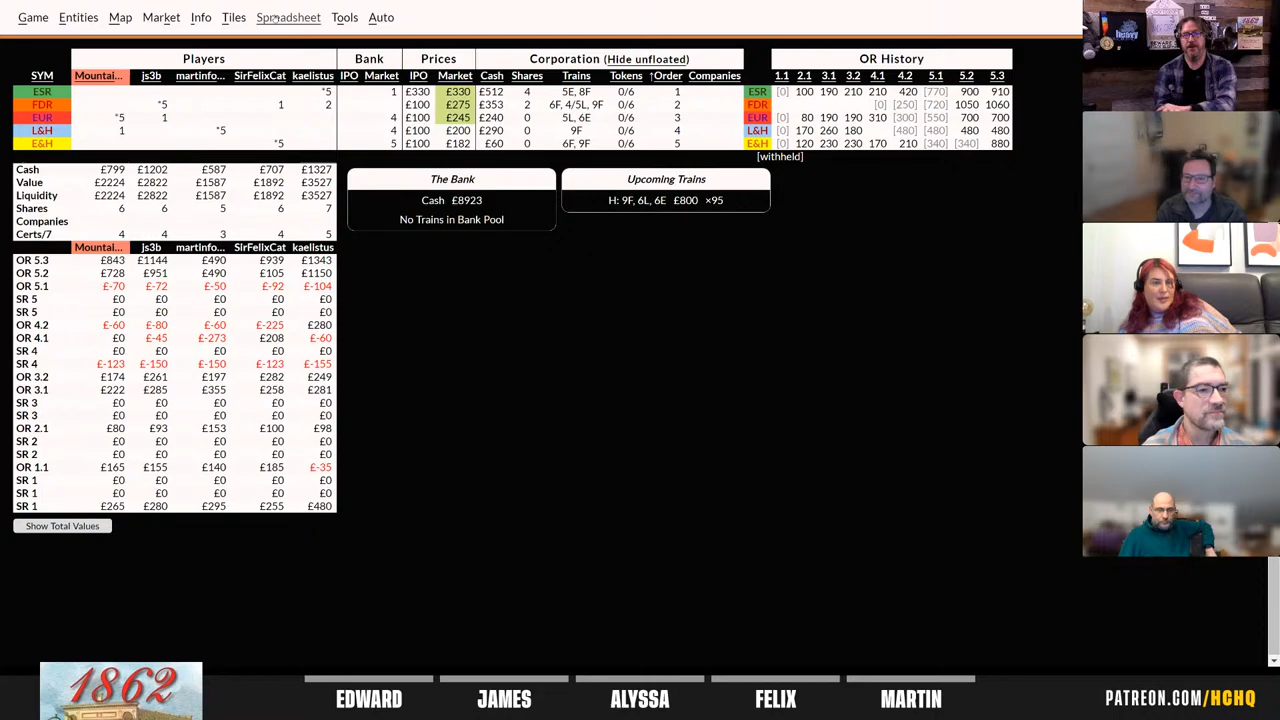 Game Entities Map Market Info Tiles Spreadsheet Tools Auto
Players Bank Prices Corporation (Hide unfloated) OR History
SYM Mountai... js3b martinfo... SirFelixCat kaelistus IPO Market IPO Market Cash Shares Trains Tokens ↑Order Companies 1.1 2.1 3.1 3.2 4.1 4.2 5.1 5.2 5.3
ESR *5 1 £330 £330 £512 4 5E, 8F 0/6 1 ESR [0] 100 190 210 210 420 [770] 900 910
FDR *5 1 2 £100 £275 £353 2 6F, 4/5L, 9F 0/6 2 FDR [0] [250] [720] 1050 1060
EUR *5 1 4 £100 £245 £240 0 5L, 6E 0/6 3 EUR [0] 80 190 190 310 [300] [550] 700 700
L&H 1 *5 4 £100 £200 £290 0 9F 0/6 4 L&H [0] 170 260 180 [480] [480] 480 480
E&H *5 5 £100 £182 £60 0 6F, 9F 0/6 5 E&H [0] 120 230 230 170 210 [340] [340] 880
[withheld]
Cash £799 £1202 £587 £707 £1327
Value £2224 £2822 £1587 £1892 £3527
Liquidity £2224 £2822 £1587 £1892 £3527
Shares 6 6 5 6 7
Companies
Certs/7 4 4 3 4 5
The Bank
Cash £8923
No Trains in Bank Pool
Upcoming Trains
H: 9F, 6L, 6E £800 ×95
Mountai... js3b martinfo... SirFelixCat kaelistus
OR 5.3 £843 £1144 £490 £939 £1343
OR 5.2 £728 £951 £490 £105 £1150
OR 5.1 £-70 £-72 £-50 £-92 £-104
SR 5 £0 £0 £0 £0 £0
SR 5 £0 £0 £0 £0 £0
OR 4.2 £-60 £-80 £-60 £-225 £280
OR 4.1 £0 £-45 £-273 £208 £-60
SR 4 £0 £0 £0 £0 £0
SR 4 £-123 £-150 £-150 £-123 £-155
OR 3.2 £174 £261 £197 £282 £249
OR 3.1 £222 £285 £355 £258 £281
SR 3 £0 £0 £0 £0 £0
SR 3 £0 £0 £0 £0 £0
OR 2.1 £80 £93 £153 £100 £98
SR 2 £0 £0 £0 £0 £0
SR 2 £0 £0 £0 £0 £0
OR 1.1 £165 £155 £140 £185 £-35
SR 1 £0 £0 £0 £0 £0
SR 1 £0 £0 £0 £0 £0
SR 1 £265 £280 £295 £255 £480
Show Total Values
1862
1862
EDWARD JAMES ALYSSA FELIX MARTIN
PATREON.COM/HCHQ